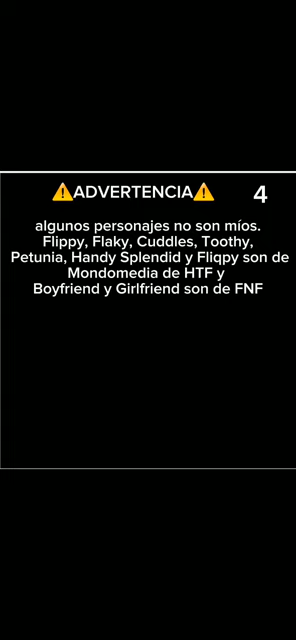 ⚠️ADVERTENCIA⚠️ 4
algunos personajes no son míos.
Flippy, Flaky, Cuddles, Toothy,
Petunia, Handy Splendid y Fliqpy son de
Mondomedia de HTF y
Boyfriend y Girlfriend son de FNF